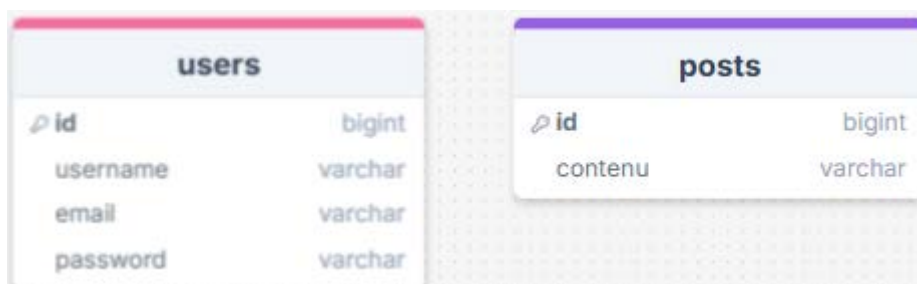 users
id bigint
username varchar
email varchar
password varchar
posts
id bigint
contenu varchar